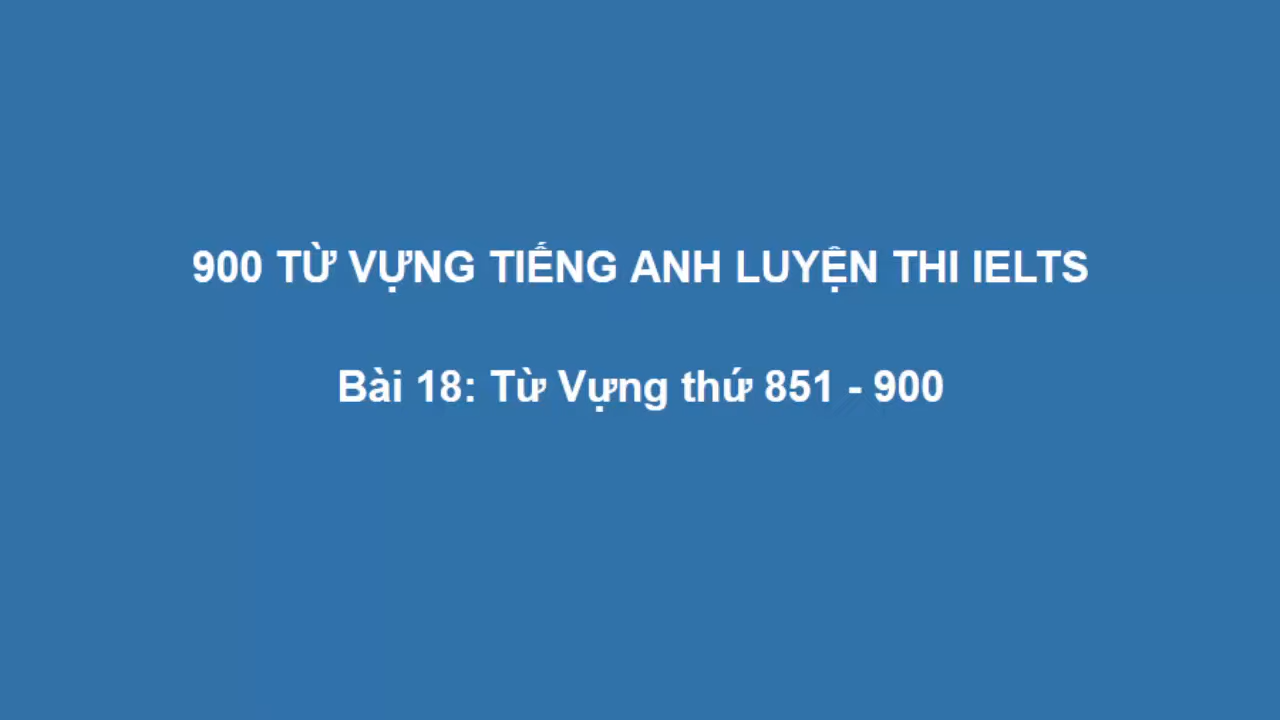 900 TỪ VỰNG TIẾNG ANH LUYỆN THI IELTS
Bài 18: Từ Vựng thứ 851 - 900